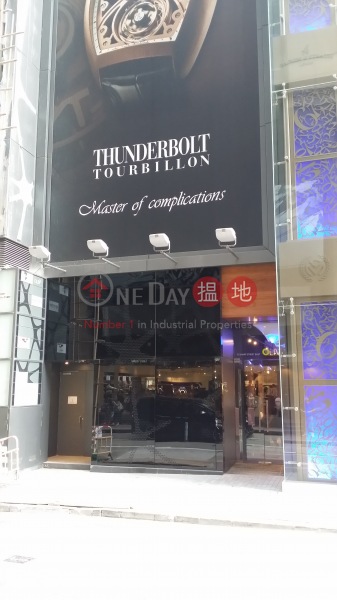 THUNDERBOLT
TOURBILLON
Master of complications
ONEDAY 搵地
Number 1 in Industrial Properties